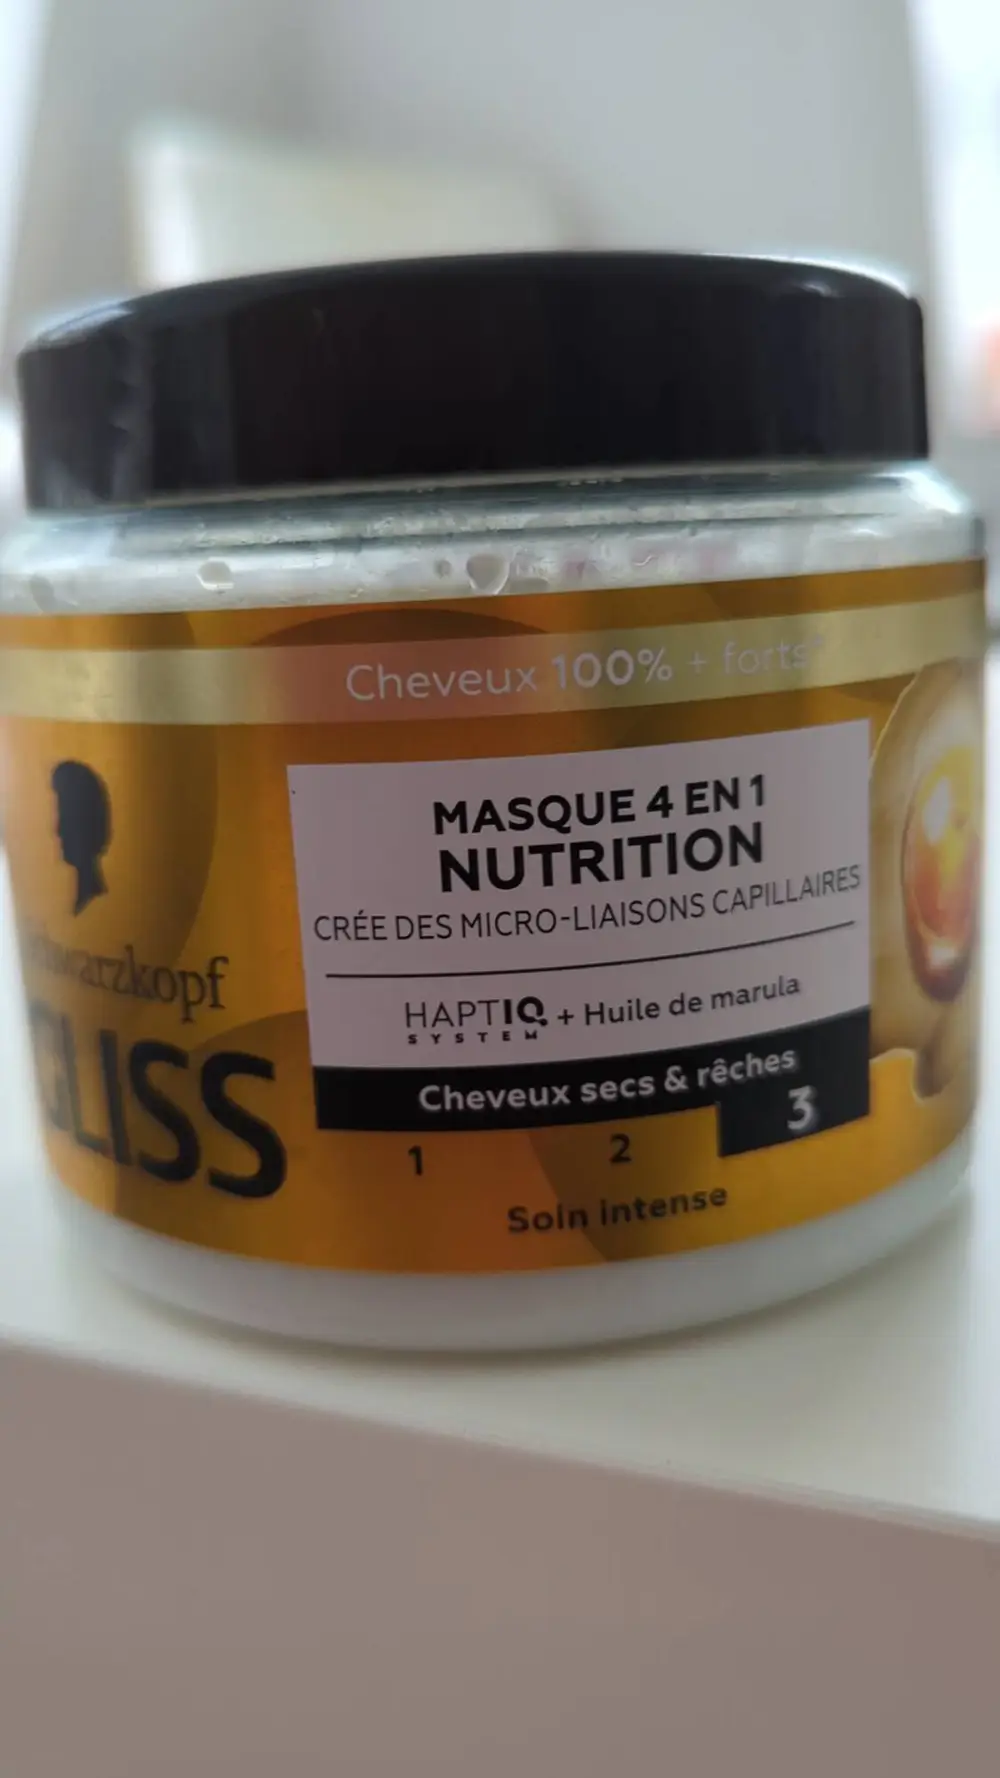 Cheveux 100% + forts*
MASQUE 4 EN 1
NUTRITION
CRÉE DES MICRO-LIAISONS CAPILLAIRES
HAPTIQ + Huile de marula
SYSTEM
Cheveux secs & rêches
1 2 3
Soin intense
Schwarzkopf
GLISS